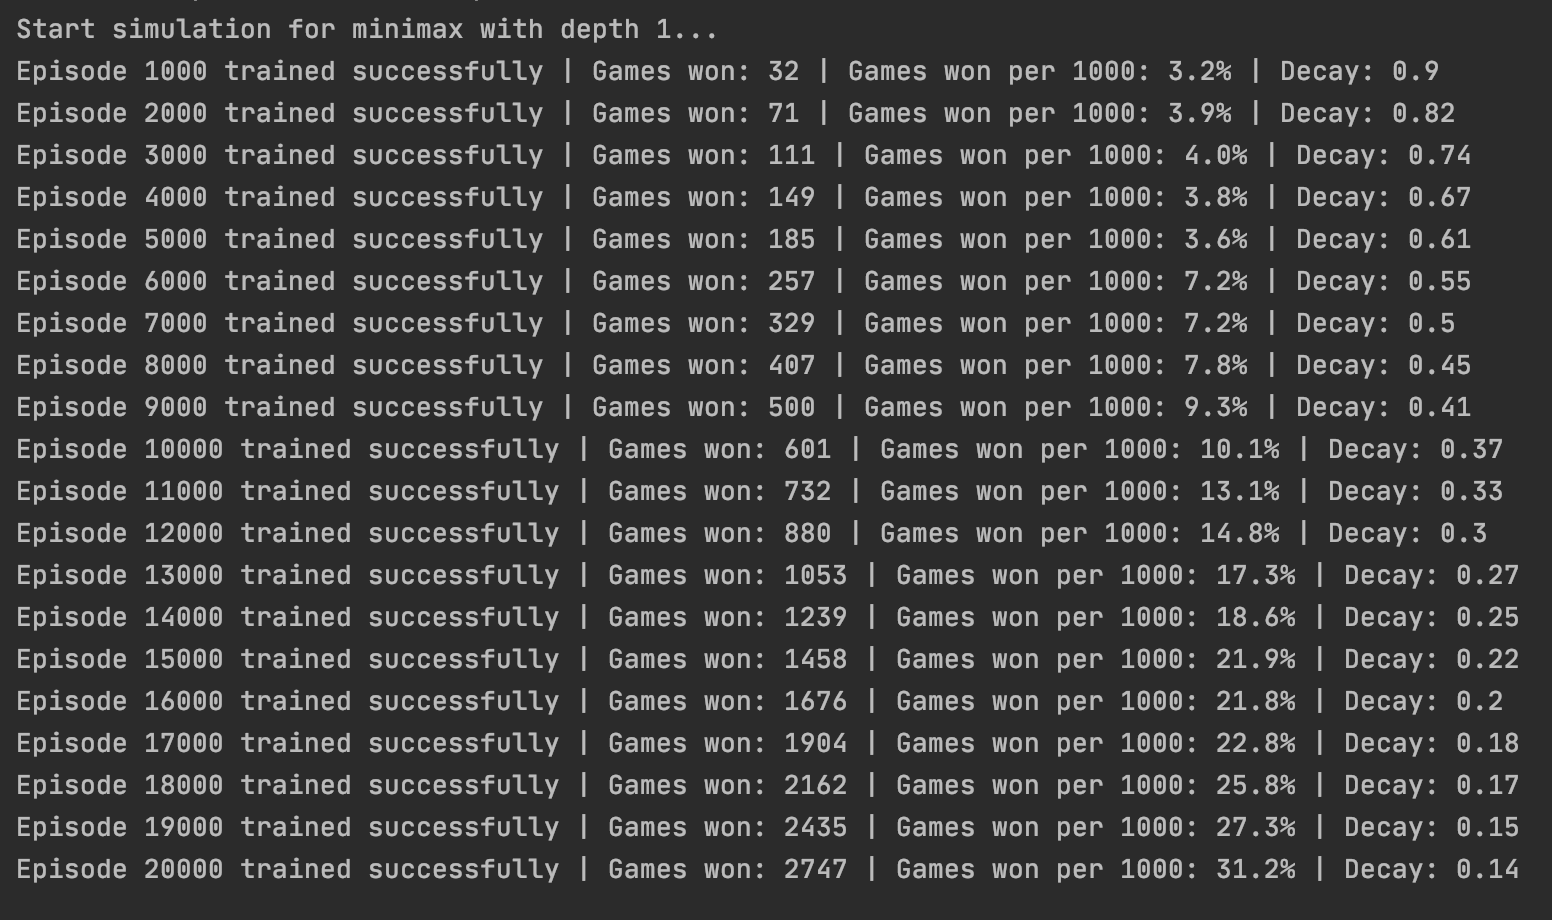 Start simulation for minimax with depth 1...
Episode 1000 trained successfully | Games won: 32 | Games won per 1000: 3.2% | Decay: 0.9
Episode 2000 trained successfully | Games won: 71 | Games won per 1000: 3.9% | Decay: 0.82
Episode 3000 trained successfully | Games won: 111 | Games won per 1000: 4.0% | Decay: 0.74
Episode 4000 trained successfully | Games won: 149 | Games won per 1000: 3.8% | Decay: 0.67
Episode 5000 trained successfully | Games won: 185 | Games won per 1000: 3.6% | Decay: 0.61
Episode 6000 trained successfully | Games won: 257 | Games won per 1000: 7.2% | Decay: 0.55
Episode 7000 trained successfully | Games won: 329 | Games won per 1000: 7.2% | Decay: 0.5
Episode 8000 trained successfully | Games won: 407 | Games won per 1000: 7.8% | Decay: 0.45
Episode 9000 trained successfully | Games won: 500 | Games won per 1000: 9.3% | Decay: 0.41
Episode 10000 trained successfully | Games won: 601 | Games won per 1000: 10.1% | Decay: 0.37
Episode 11000 trained successfully | Games won: 732 | Games won per 1000: 13.1% | Decay: 0.33
Episode 12000 trained successfully | Games won: 880 | Games won per 1000: 14.8% | Decay: 0.3
Episode 13000 trained successfully | Games won: 1053 | Games won per 1000: 17.3% | Decay: 0.27
Episode 14000 trained successfully | Games won: 1239 | Games won per 1000: 18.6% | Decay: 0.25
Episode 15000 trained successfully | Games won: 1458 | Games won per 1000: 21.9% | Decay: 0.22
Episode 16000 trained successfully | Games won: 1676 | Games won per 1000: 21.8% | Decay: 0.2
Episode 17000 trained successfully | Games won: 1904 | Games won per 1000: 22.8% | Decay: 0.18
Episode 18000 trained successfully | Games won: 2162 | Games won per 1000: 25.8% | Decay: 0.17
Episode 19000 trained successfully | Games won: 2435 | Games won per 1000: 27.3% | Decay: 0.15
Episode 20000 trained successfully | Games won: 2747 | Games won per 1000: 31.2% | Decay: 0.14